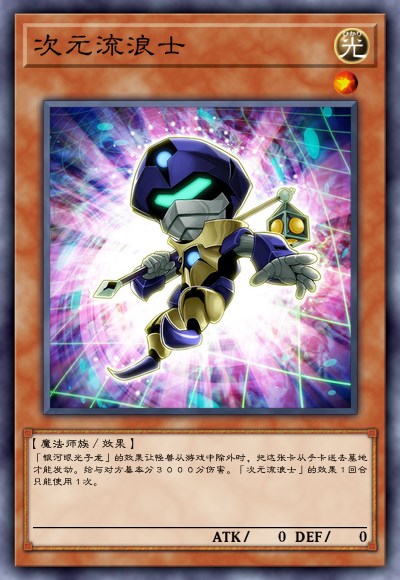 次元流浪士
ひかり
光
【魔法师族／效果】
「银河眼光子龙」的效果让怪兽从游戏中除外时，把这张卡从手卡送去墓地
才能发动。给与对方基本分３０００分伤害。「次元流浪士」的效果１回合
只能使用１次。
ATK/ 0 DEF/ 0